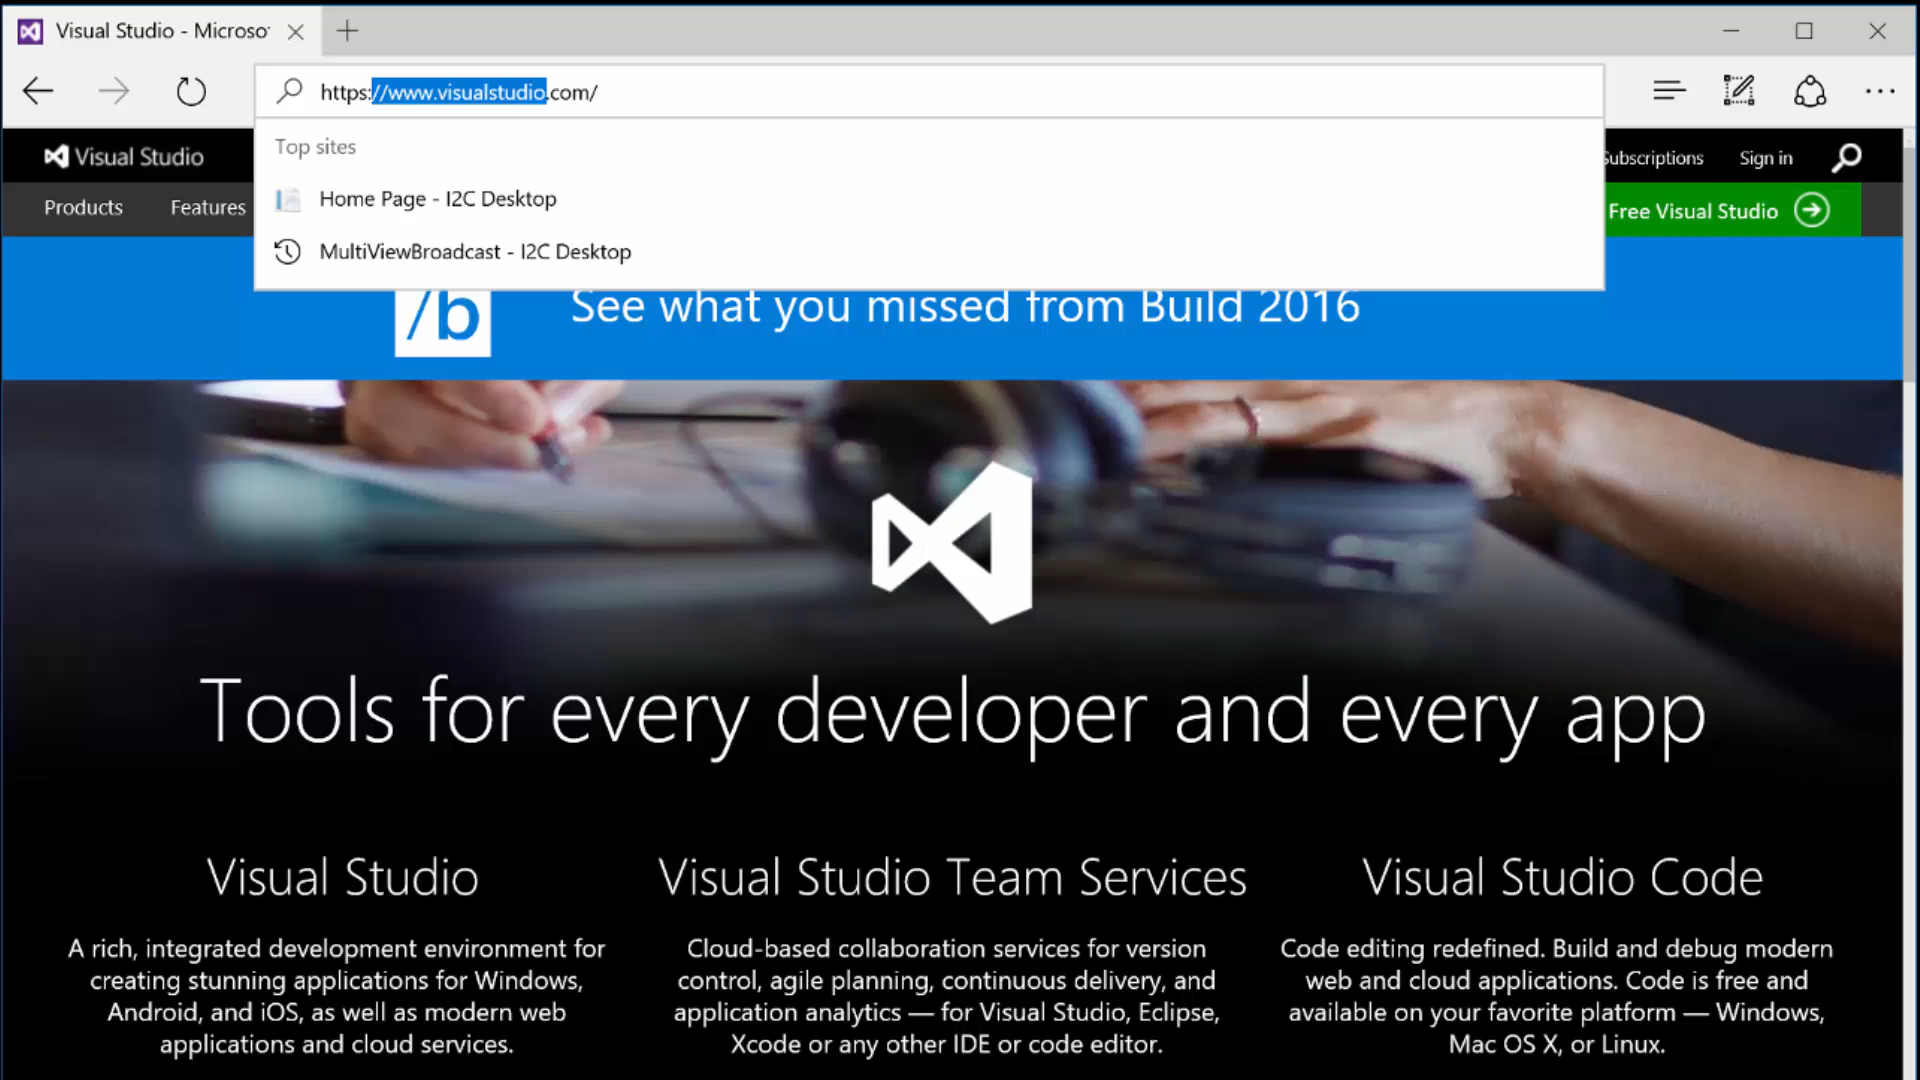 Visual Studio - Microso
https://www.visualstudio.com/
Top sites
Home Page - I2C Desktop
MultiViewBroadcast - I2C Desktop
Visual Studio
Subscriptions
Sign in
Products
Features
Free Visual Studio
/b
See what you missed from Build 2016
Tools for every developer and every app
Visual Studio
A rich, integrated development environment for
creating stunning applications for Windows,
Android, and iOS, as well as modern web
applications and cloud services.
Visual Studio Team Services
Cloud-based collaboration services for version
control, agile planning, continuous delivery, and
application analytics — for Visual Studio, Eclipse,
Xcode or any other IDE or code editor.
Visual Studio Code
Code editing redefined. Build and debug modern
web and cloud applications. Code is free and
available on your favorite platform — Windows,
Mac OS X, or Linux.